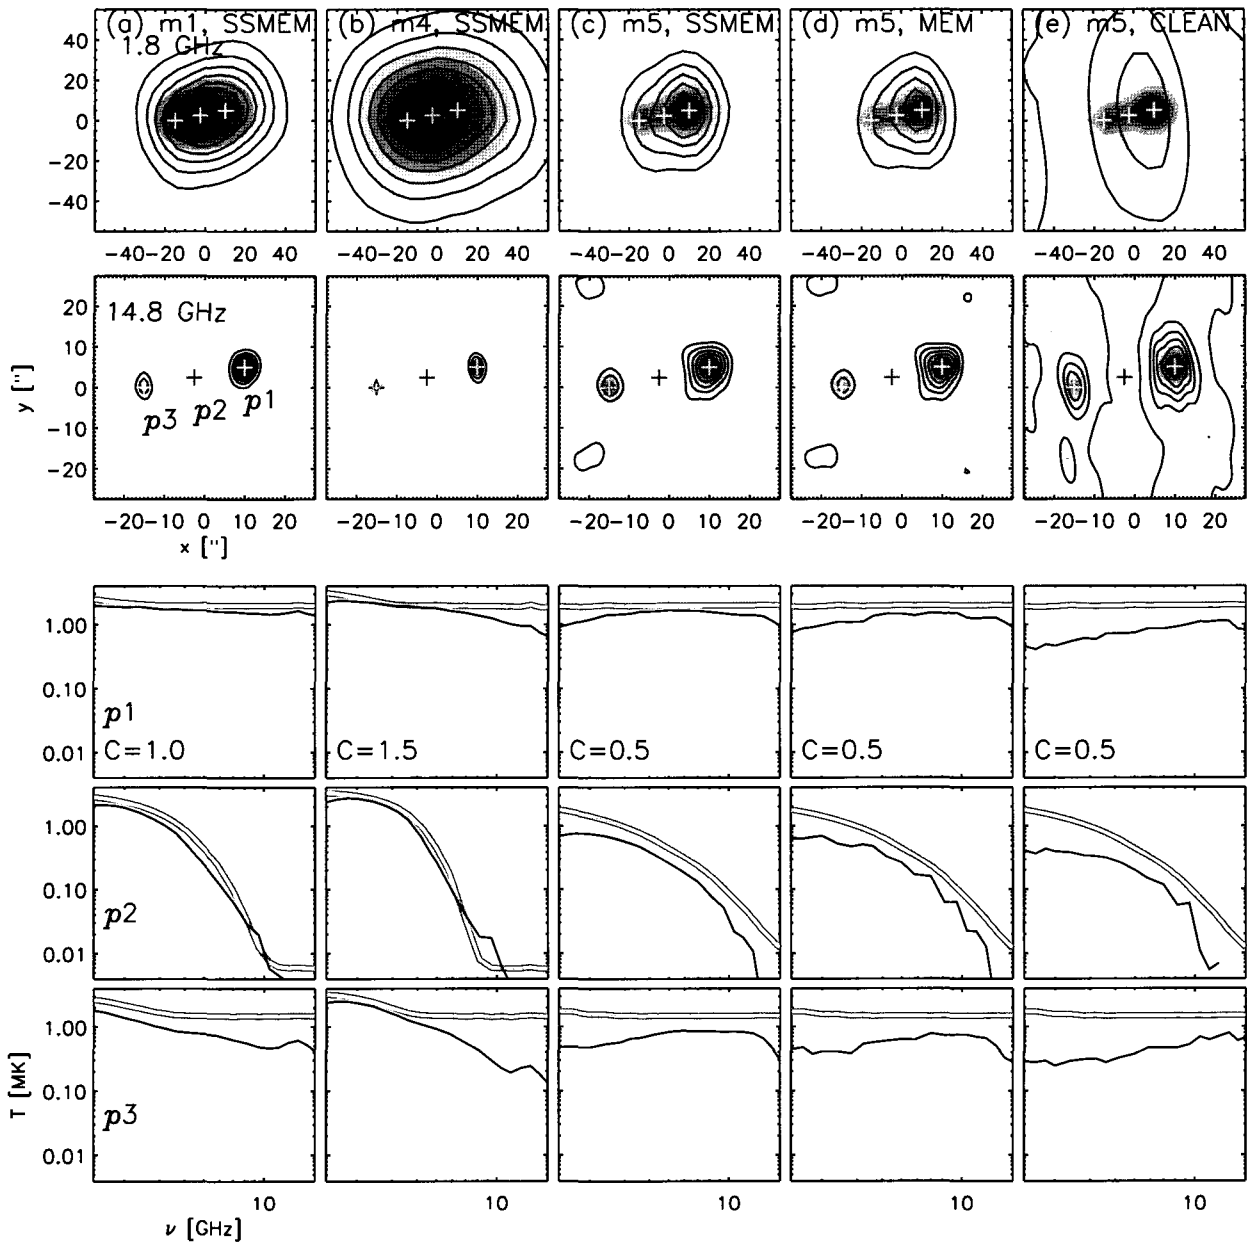 (a) m1, SSMEM (b) m4, SSMEM (c) m5, SSMEM (d) m5, MEM (e) m5, CLEAN
1.8 GHz
40
20
0
−20
−40
−40−20 0 20 40 −40−20 0 20 40 −40−20 0 20 40 −40−20 0 20 40 −40−20 0 20 40
14.8 GHz
20
10
0
−10
−20
y ["]
p3 p2 p1
−20−10 0 10 20 −20−10 0 10 20 −20−10 0 10 20 −20−10 0 10 20 −20−10 0 10 20
x ["]
1.00
0.10
0.01
p1
C=1.0 C=1.5 C=0.5 C=0.5 C=0.5
1.00
0.10
0.01
p2
1.00
0.10
0.01
p3
T [MK]
10 10 10 10 10
ν [GHz]